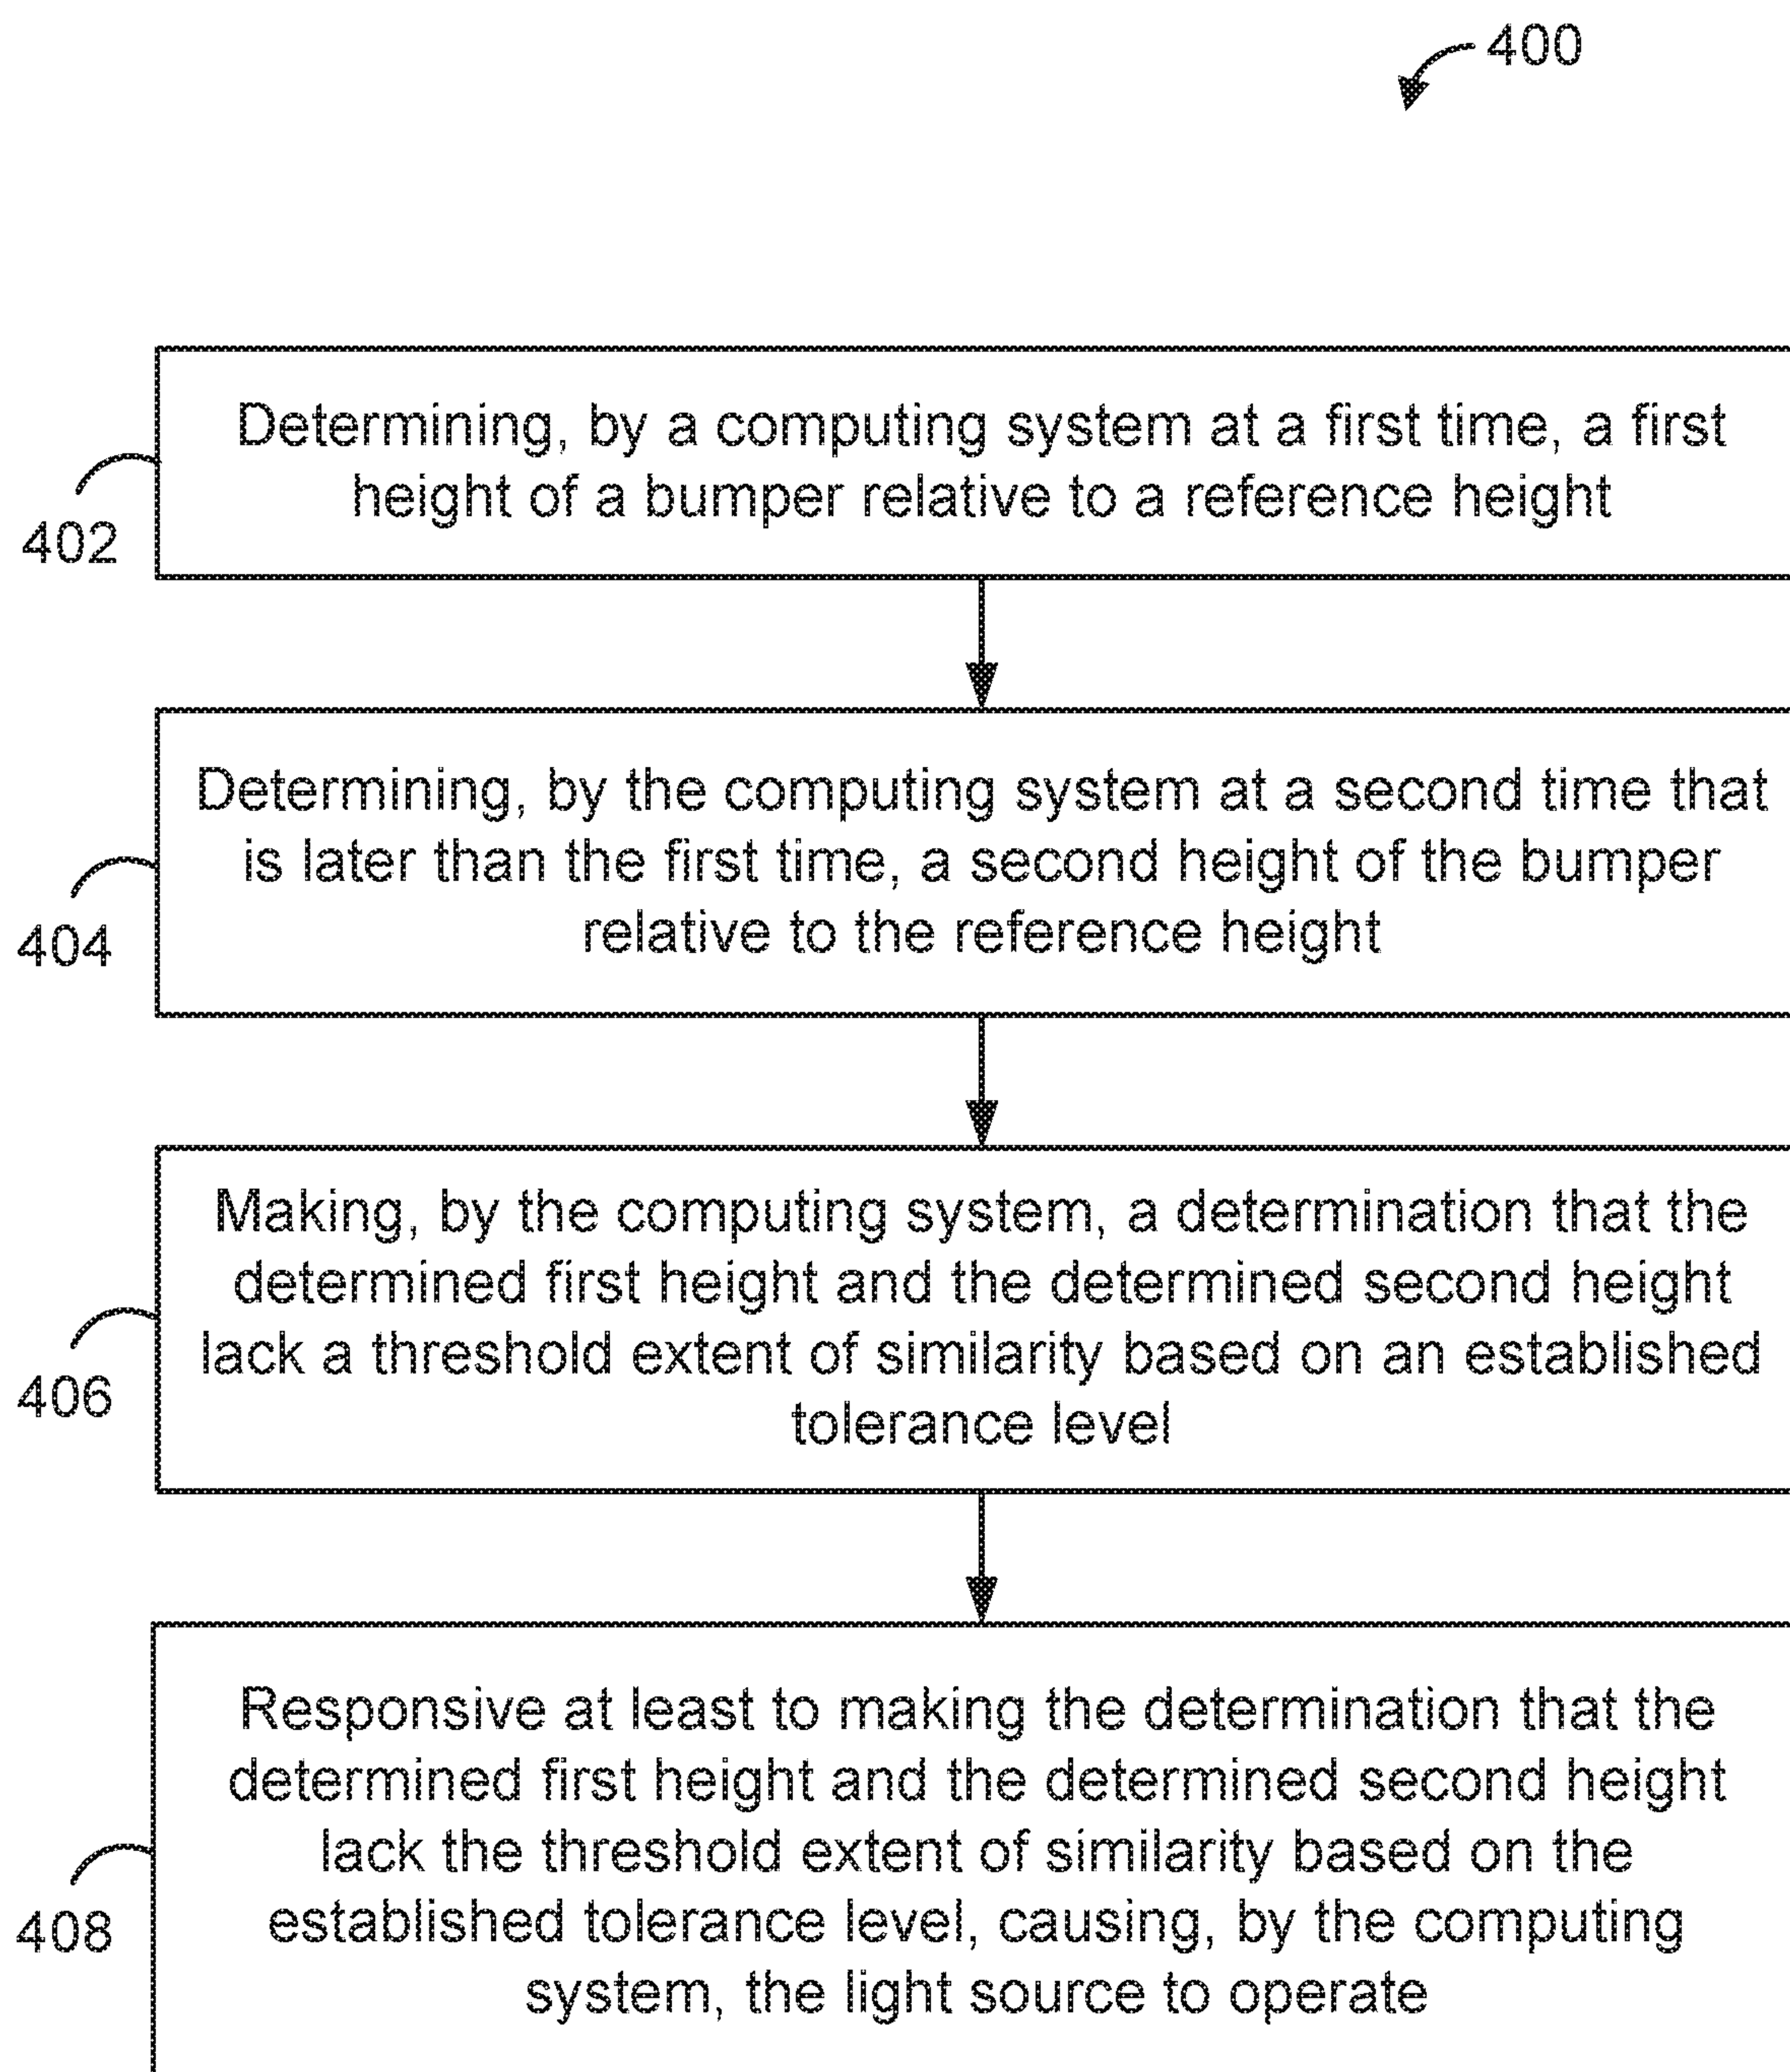 400
Determining, by a computing system at a first time, a first
height of a bumper relative to a reference height
402
Determining, by the computing system at a second time that
is later than the first time, a second height of the bumper
relative to the reference height
404
Making, by the computing system, a determination that the
determined first height and the determined second height
lack a threshold extent of similarity based on an established
tolerance level
406
Responsive at least to making the determination that the
determined first height and the determined second height
lack the threshold extent of similarity based on the
established tolerance level, causing, by the computing
system, the light source to operate
408